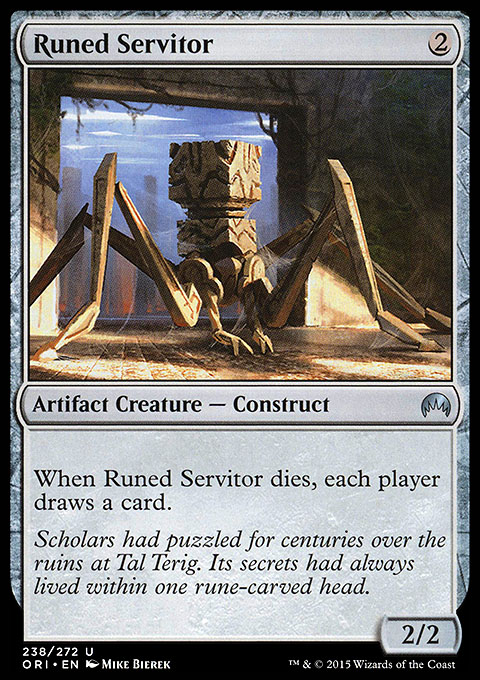 Runed Servitor 2
Artifact Creature — Construct
When Runed Servitor dies, each player
draws a card.
Scholars had puzzled for centuries over the
ruins at Tal Terig. Its secrets had always
lived within one rune-carved head.
2/2
238/272 U
ORI • EN Mike Bierek
™ & © 2015 Wizards of the Coast